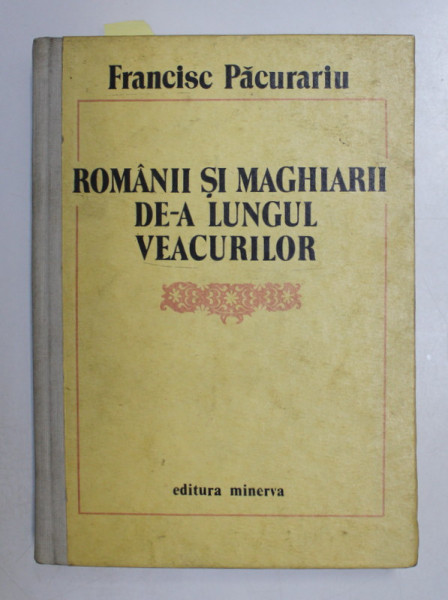 Francisc Păcurariu
ROMÂNII ȘI MAGHIARII
DE-A LUNGUL
VEACURILOR
editura minerva